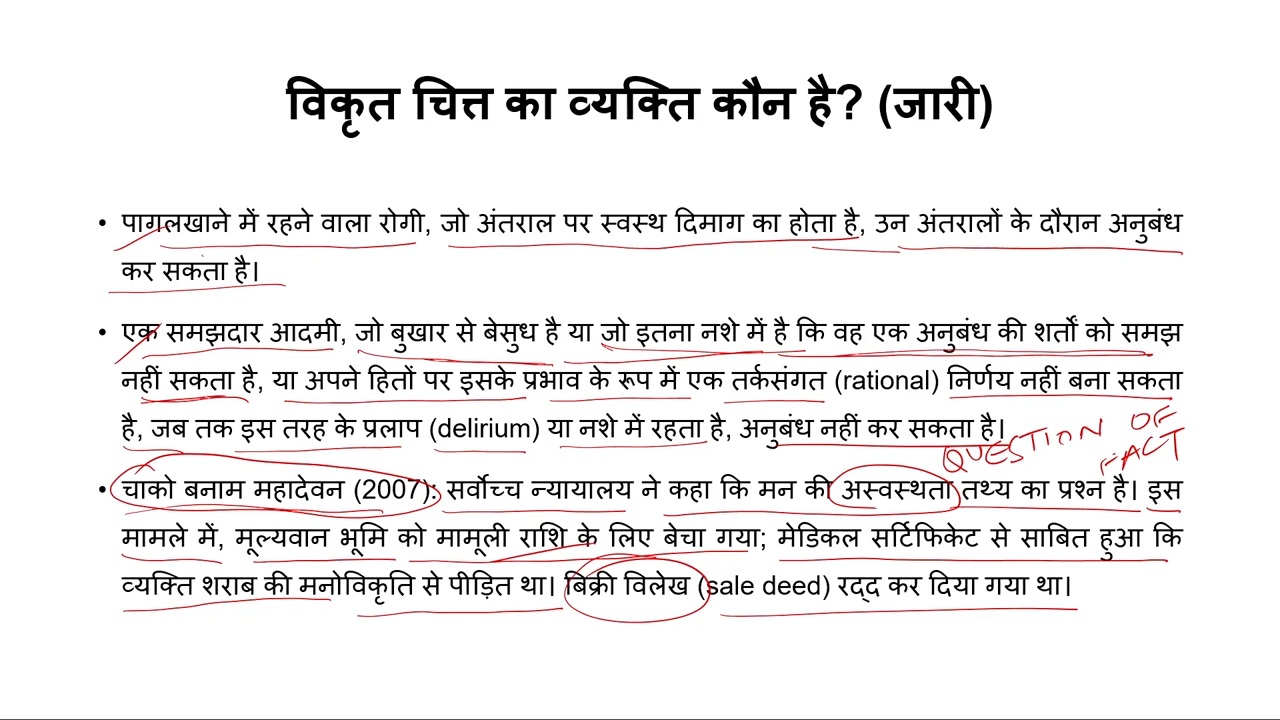 विकृत चित्त का व्यक्ति कौन है? (जारी)
• पागलखाने में रहने वाला रोगी, जो अंतराल पर स्वस्थ दिमाग का होता है, उन अंतरालों के दौरान अनुबंध
कर सकता है।
• एक समझदार आदमी, जो बुखार से बेसुध है या जो इतना नशे में है कि वह एक अनुबंध की शर्तों को समझ
नहीं सकता है, या अपने हितों पर इसके प्रभाव के रूप में एक तर्कसंगत (rational) निर्णय नहीं बना सकता
है, जब तक इस तरह के प्रलाप (delirium) या नशे में रहता है, अनुबंध नहीं कर सकता है।
QUESTION OF
FACT
• चाको बनाम महादेवन (2007): सर्वोच्च न्यायालय ने कहा कि मन की अस्वस्थता तथ्य का प्रश्न है। इस
मामले में, मूल्यवान भूमि को मामूली राशि के लिए बेचा गया; मेडिकल सर्टिफिकेट से साबित हुआ कि
व्यक्ति शराब की मनोविकृति से पीड़ित था। बिक्री विलेख (sale deed) रद्द कर दिया गया था।